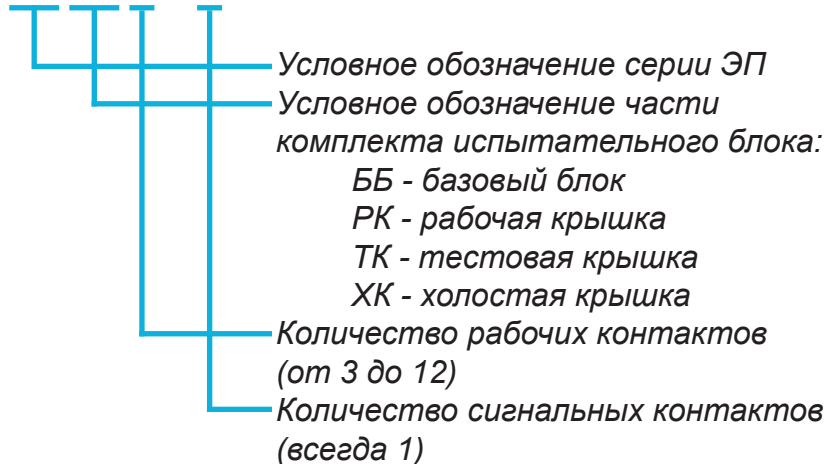 Условное обозначение серии ЭП
Условное обозначение части
комплекта испытательного блока:
ББ - базовый блок
РК - рабочая крышка
ТК - тестовая крышка
ХК - холостая крышка
Количество рабочих контактов
(от 3 до 12)
Количество сигнальных контактов
(всегда 1)